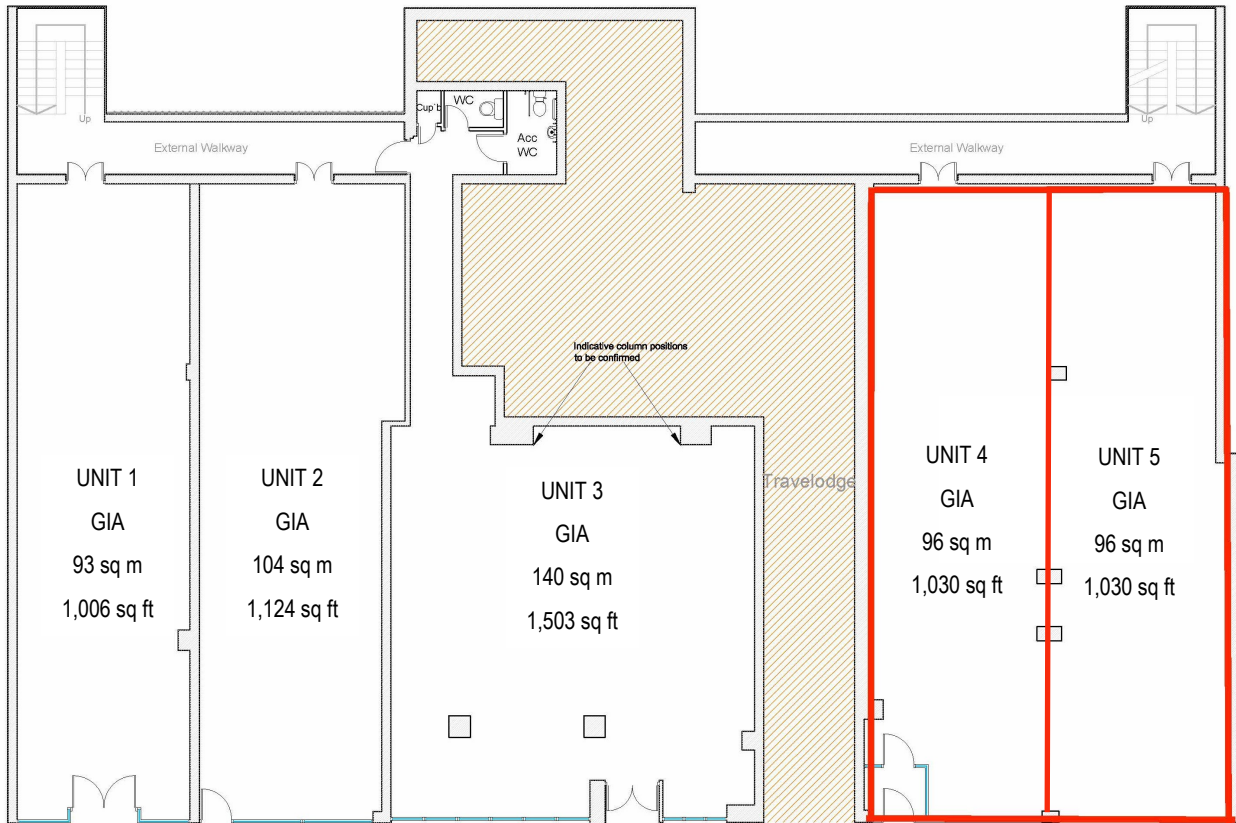 Up
External Walkway
Cup'b
WC
Acc
WC
Up
External Walkway
Indicative column positions
to be confirmed
UNIT 1
GIA
93 sq m
1,006 sq ft
UNIT 2
GIA
104 sq m
1,124 sq ft
UNIT 3
GIA
140 sq m
1,503 sq ft
Travelodge
UNIT 4
GIA
96 sq m
1,030 sq ft
UNIT 5
GIA
96 sq m
1,030 sq ft